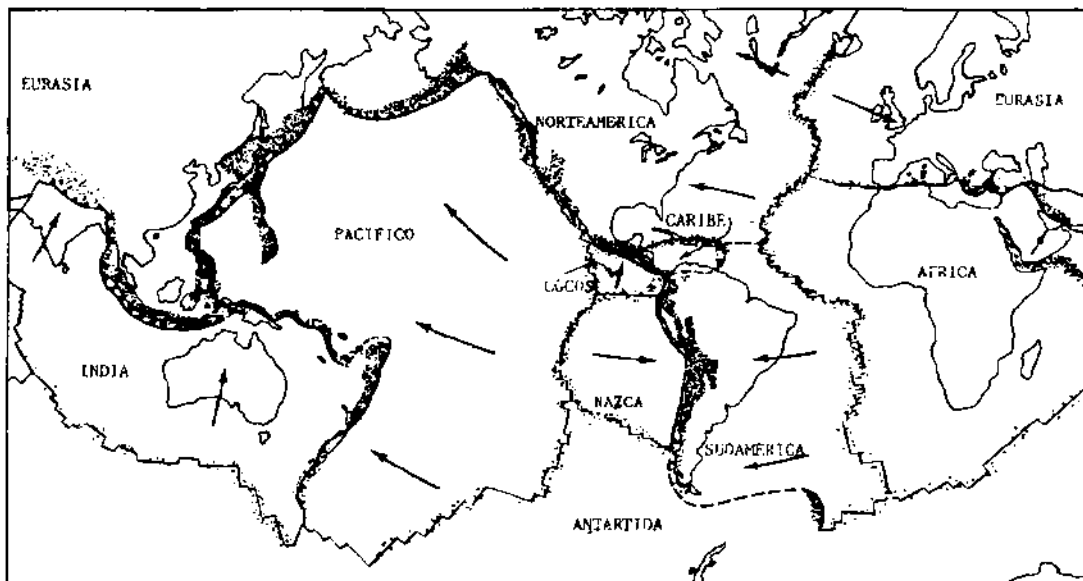 EURASIA
EURASIA
NORTEAMERICA
CARIBE
PACIFICO
AFRICA
COCOS
INDIA
NAZCA
SUDAMERICA
ANTARTIDA